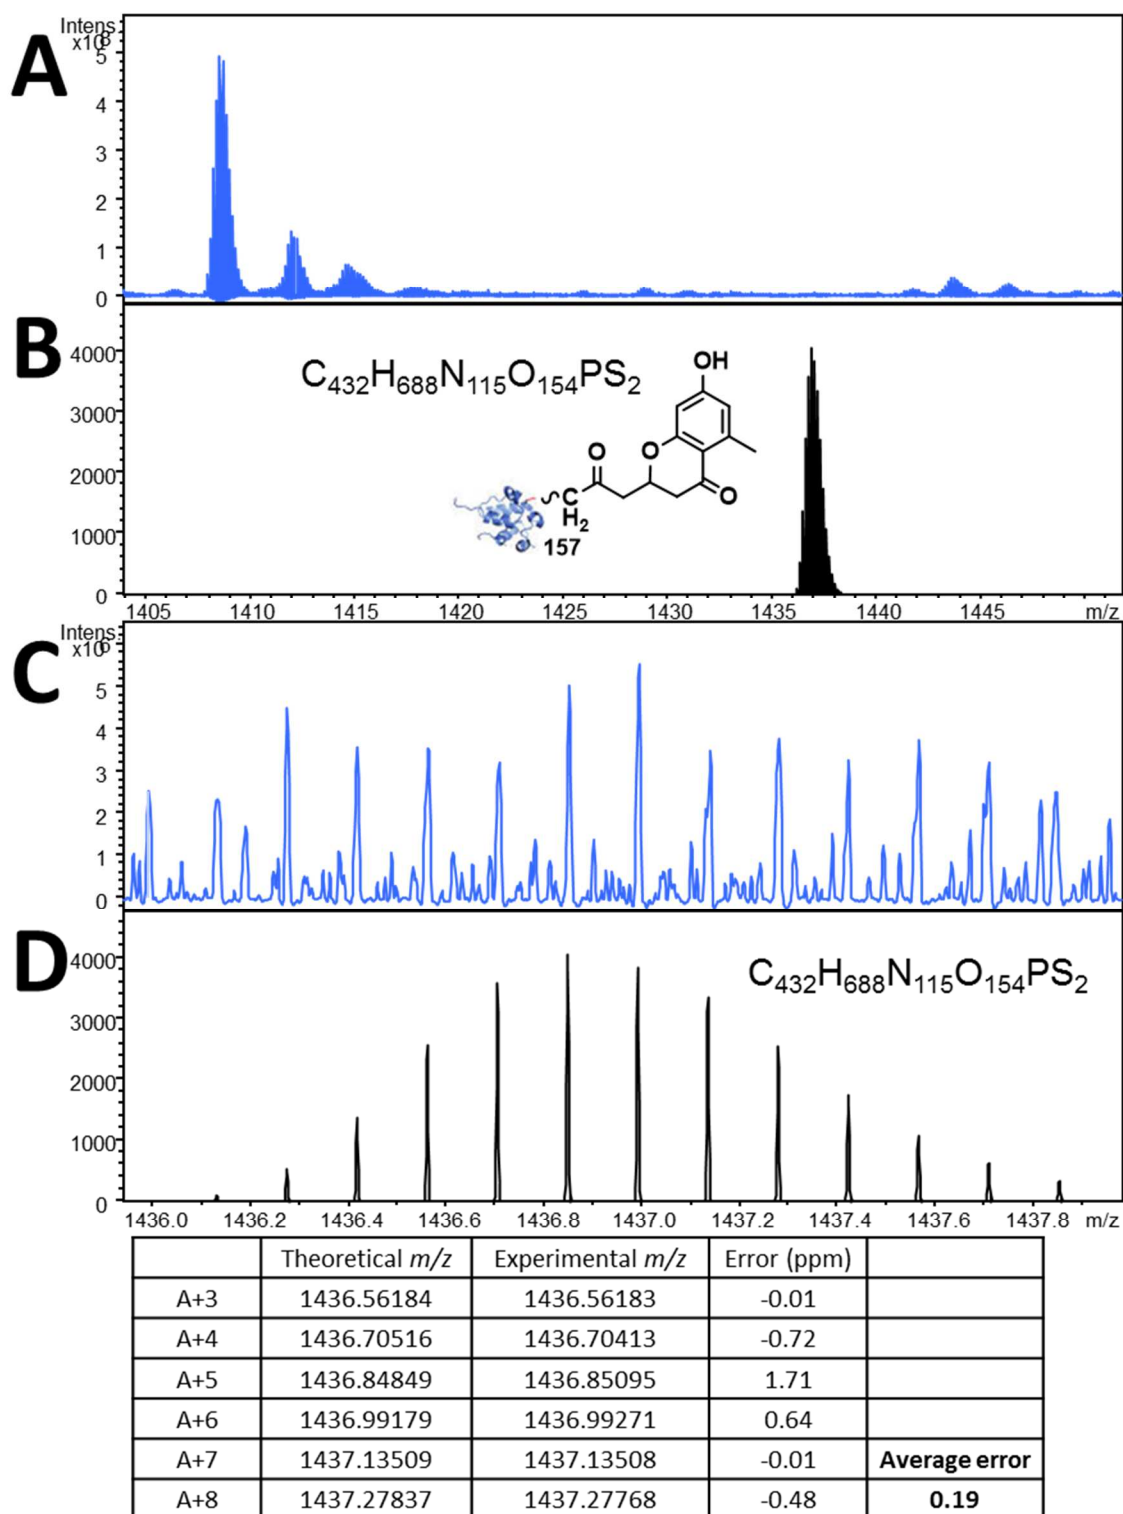 A
Intens.
x10⁸
5
4
3
2
1
0
B
4000
3000
2000
1000
0
C₄₃₂H₆₈₈N₁₁₅O₁₅₄PS₂
OH
O
O
O
C
H₂
157
1405 1410 1415 1420 1425 1430 1435 1440 1445 m/z
C
Intens.
5
4
3
2
1
0
D
4000
3000
2000
1000
0
C₄₃₂H₆₈₈N₁₁₅O₁₅₄PS₂
1436.0 1436.2 1436.4 1436.6 1436.8 1437.0 1437.2 1437.4 1437.6 1437.8 m/z
Theoretical m/z Experimental m/z Error (ppm)
A+3 1436.56184 1436.56183 -0.01
A+4 1436.70516 1436.70413 -0.72
A+5 1436.84849 1436.85095 1.71
A+6 1436.99179 1436.99271 0.64
A+7 1437.13509 1437.13508 -0.01 Average error
A+8 1437.27837 1437.27768 -0.48 0.19